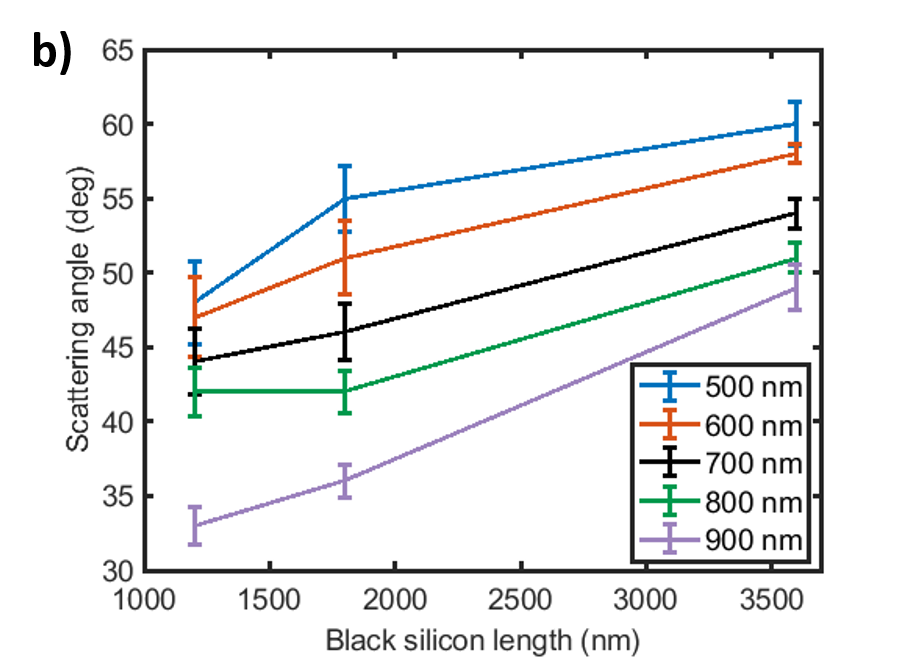 b)
65
60
55
50
45
40
35
30
Scattering angle (deg)
500 nm
600 nm
700 nm
800 nm
900 nm
1000 1500 2000 2500 3000 3500
Black silicon length (nm)